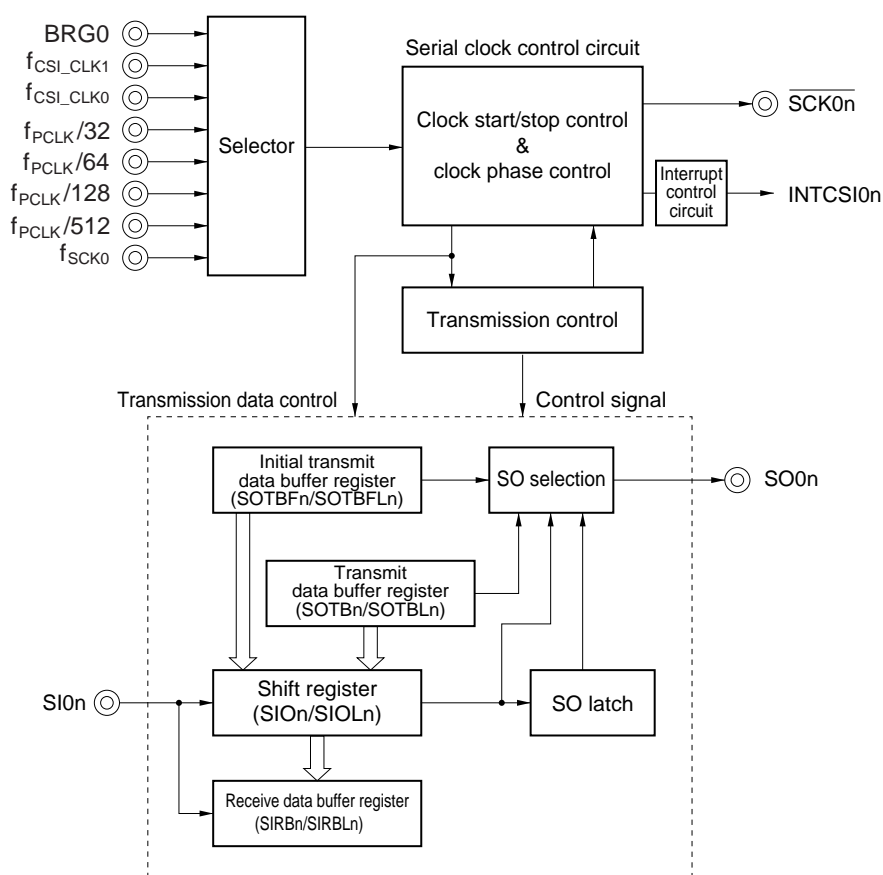 BRG0
fCSI_CLK1
fCSI_CLK0
fPCLK/32
fPCLK/64
fPCLK/128
fPCLK/512
fSCK0
Selector
Serial clock control circuit
Clock start/stop control
&
clock phase control
SCK0n
Interrupt
control
circuit
INTCSI0n
Transmission control
Transmission data control
Control signal
Initial transmit
data buffer register
(SOTBFn/SOTBFLn)
SO selection
SO0n
Transmit
data buffer register
(SOTBn/SOTBLn)
SI0n
Shift register
(SIOn/SIOLn)
SO latch
Receive data buffer register
(SIRBn/SIRBLn)